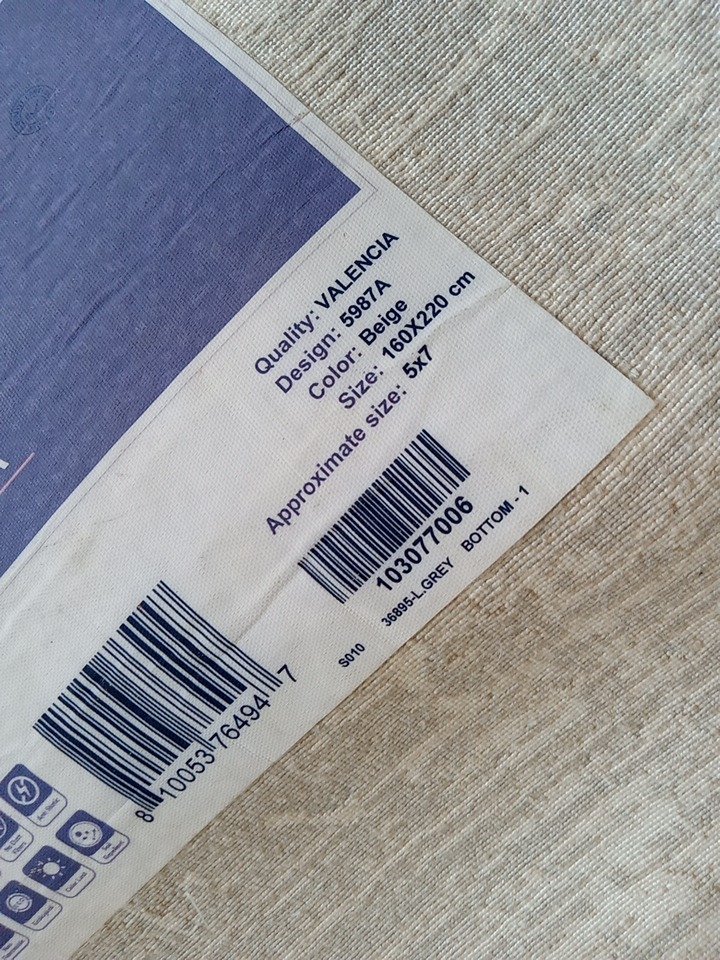 Quality: VALENCIA
Design: 5987A
Color: Beige
Size: 160X220 cm
Approximate size: 5x7
103077006
36895-L.GREY BOTTOM - 1
S010
8 10053 76494 7